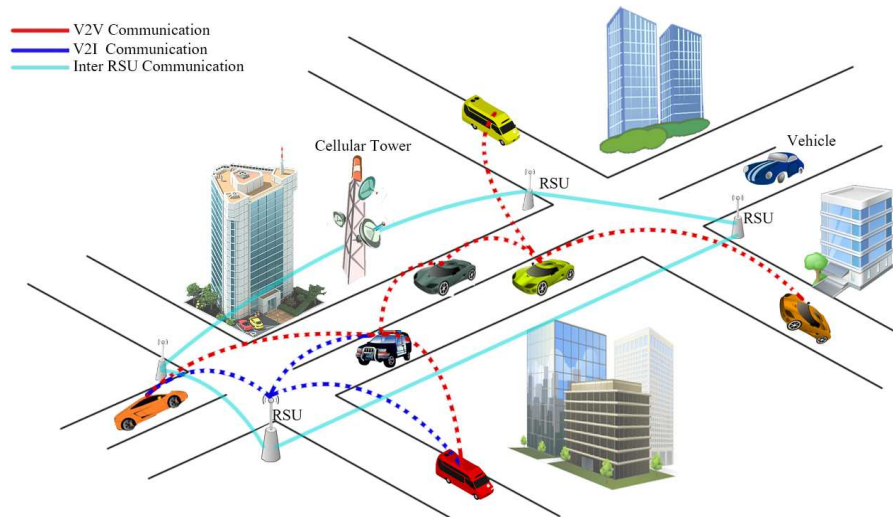 V2V Communication
V2I Communication
Inter RSU Communication
Cellular Tower
Vehicle
RSU
RSU
RSU